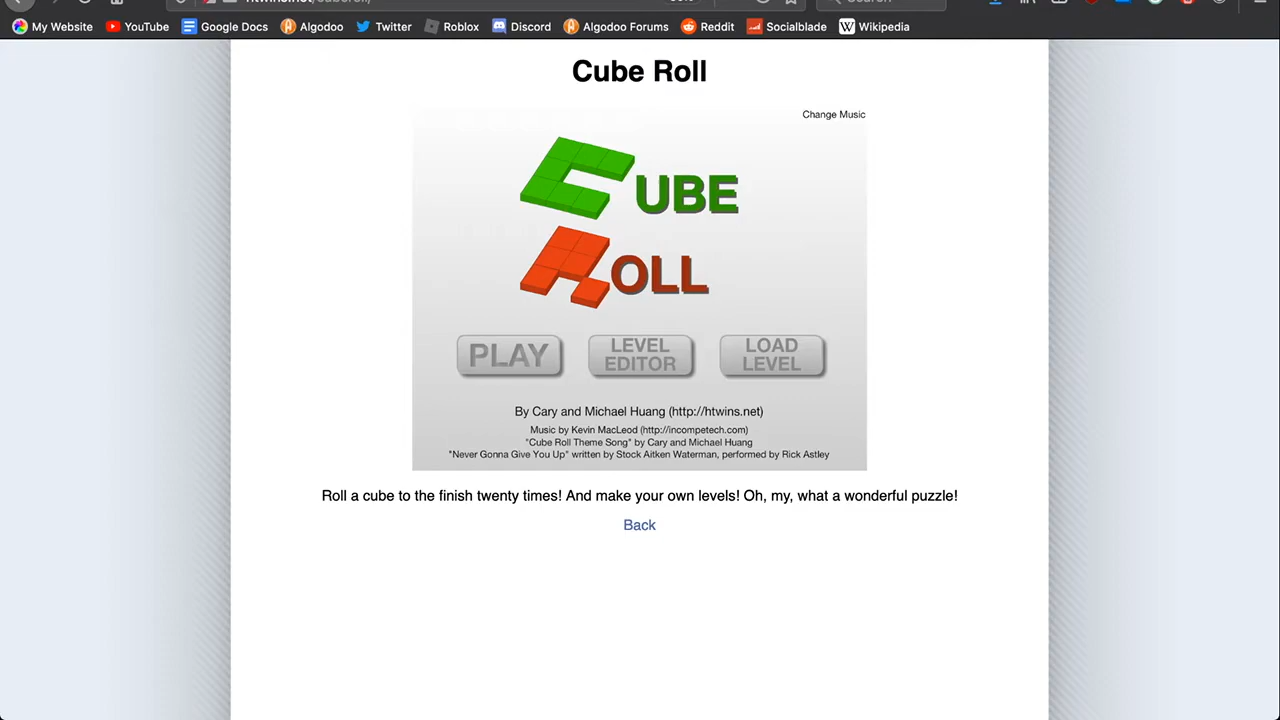 MyWebsite YouTube Google Docs Algodoo Twitter Roblox Discord Algodoo Forums Reddit Socialblade Wikipedia
Cube Roll
Change Music
CUBE
ROLL
PLAY LEVEL EDITOR LOAD LEVEL
By Cary and Michael Huang (http://htwins.net)
Music by Kevin MacLeod (http://incompetech.com)
"Cube Roll Theme Song" by Cary and Michael Huang
"Never Gonna Give You Up" written by Stock Aitken Waterman, performed by Rick Astley
Roll a cube to the finish twenty times! And make your own levels! Oh, my, what a wonderful puzzle!
Back